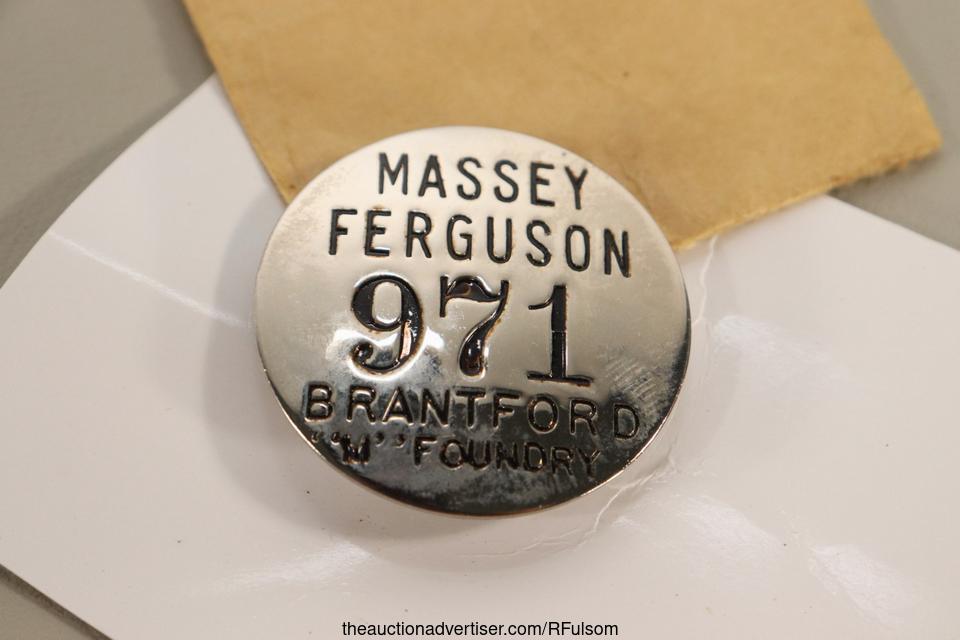 MASSEY
FERGUSON
971
BRANTFORD
"M" FOUNDRY
theauctionadvertiser.com/RFulsom